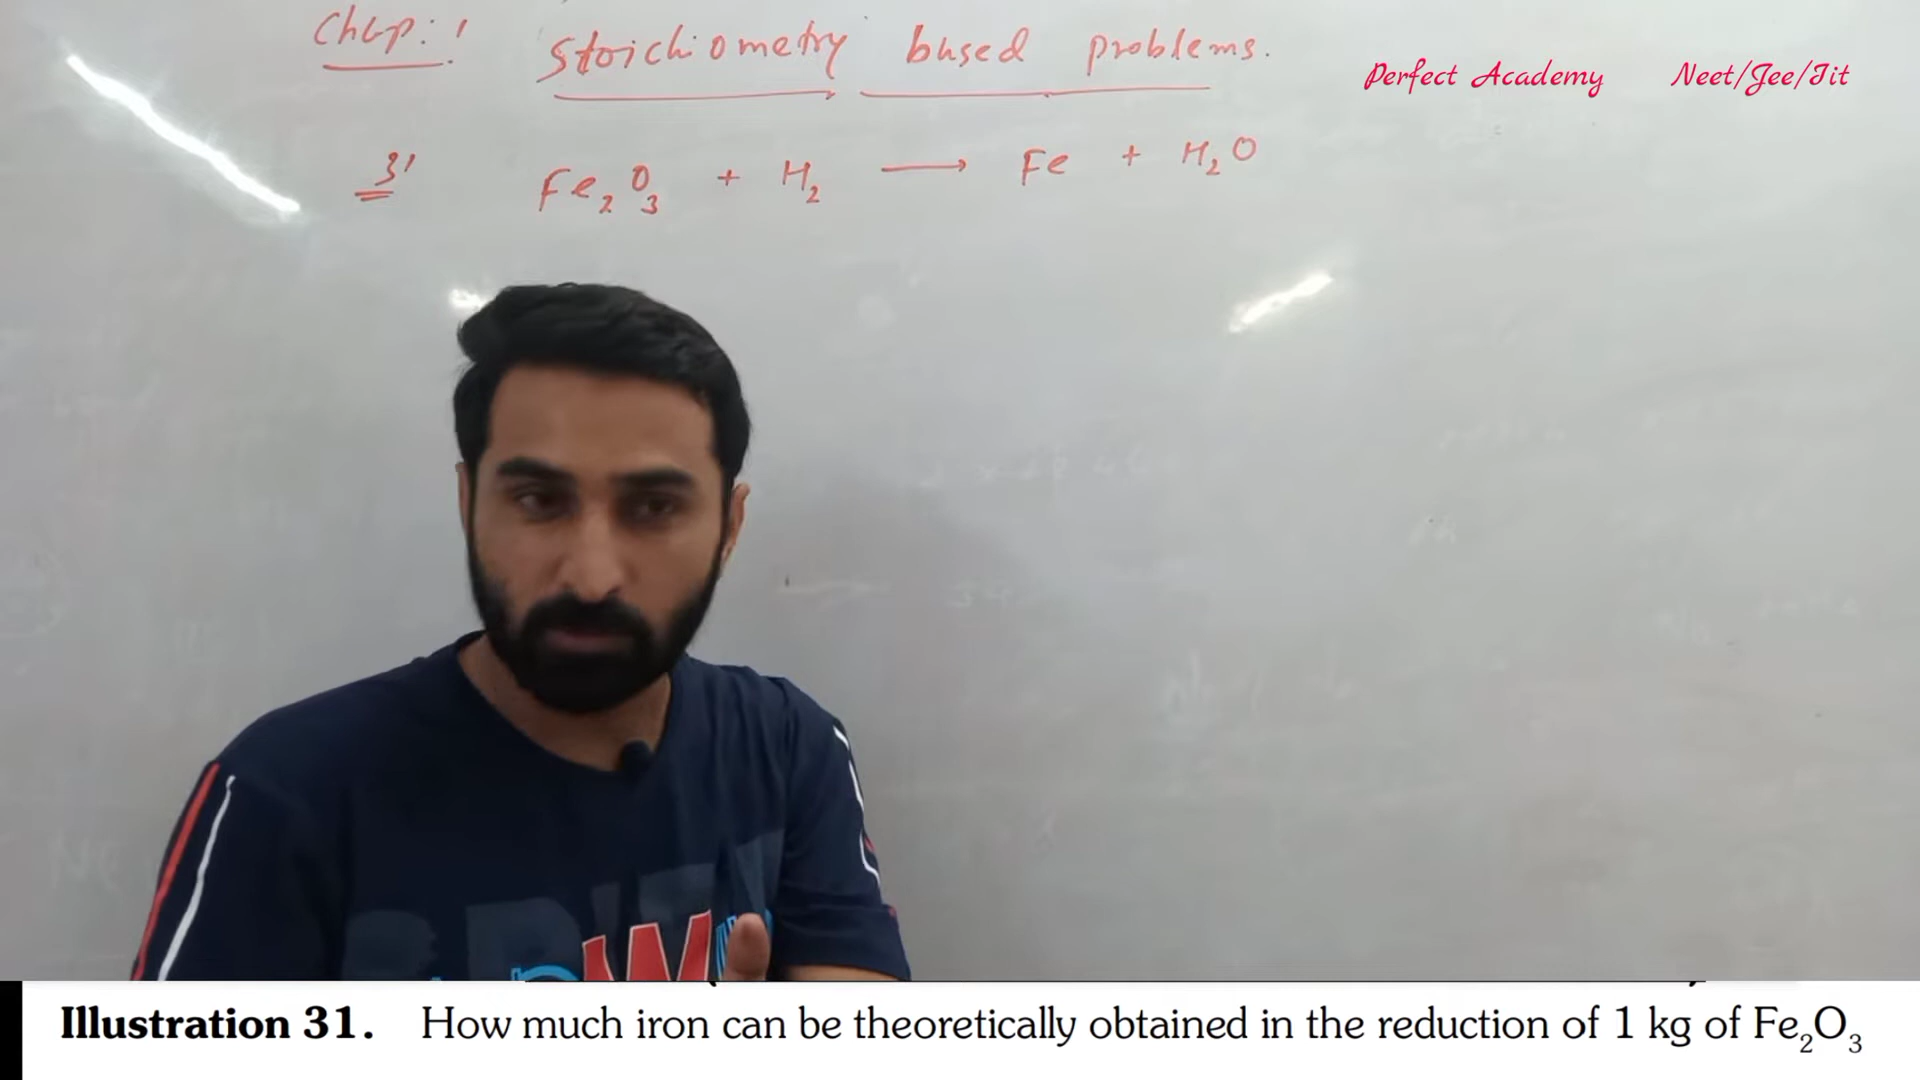 Chap: 1 Stoichiometry based problems.
Perfect Academy Neet/Jee/Iit
31 Fe2O3 + H2 → Fe + H2O
Illustration 31. How much iron can be theoretically obtained in the reduction of 1 kg of Fe2O3